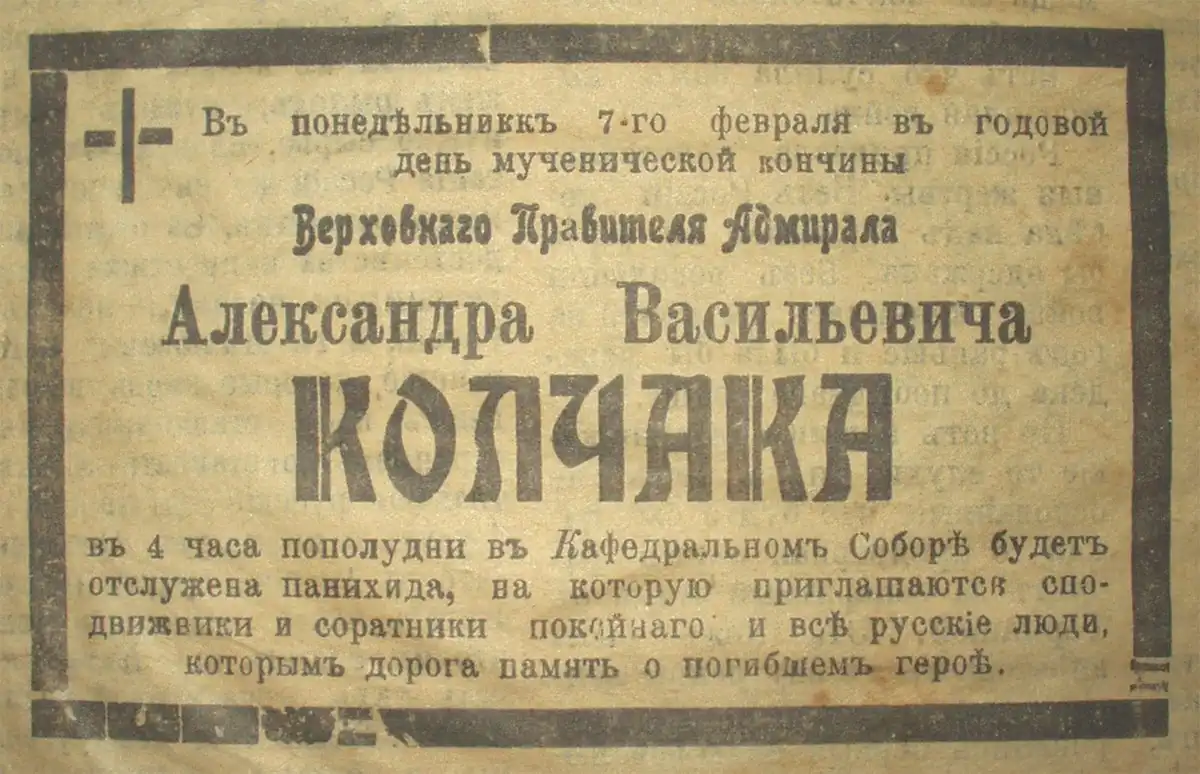 Въ понедѣльниккъ 7-го февраля въ годовой
день мученической кончины
Верховнаго Правителя Адмирала
Александра Васильевича
КОЛЧАКА
въ 4 часа пополудни въ Кафедральномъ Соборѣ будетъ
отслужена панихида, на которую приглашаются спо-
движвики и соратники покойнаго и всѣ русскіе люди,
которымъ дорога память о погибшемъ героѣ.